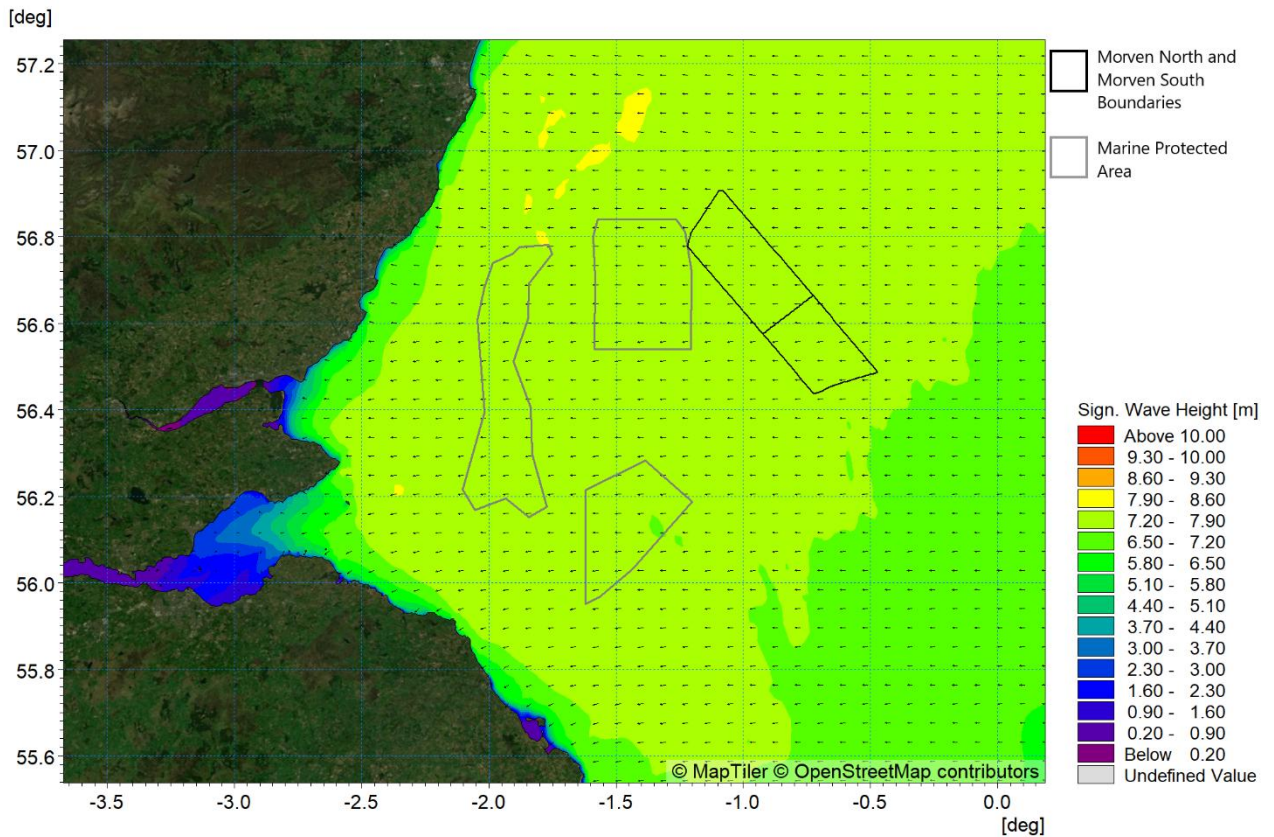 [deg]
57.2
57.0
56.8
56.6
56.4
56.2
56.0
55.8
55.6
-3.5
-3.0
-2.5
-2.0
-1.5
-1.0
-0.5
0.0
[deg]
© MapTiler © OpenStreetMap contributors
Morven North and
Morven South
Boundaries
Marine Protected
Area
Sign. Wave Height [m]
Above 10.00
9.30 - 10.00
8.60 - 9.30
7.90 - 8.60
7.20 - 7.90
6.50 - 7.20
5.80 - 6.50
5.10 - 5.80
4.40 - 5.10
3.70 - 4.40
3.00 - 3.70
2.30 - 3.00
1.60 - 2.30
0.90 - 1.60
0.20 - 0.90
Below 0.20
Undefined Value